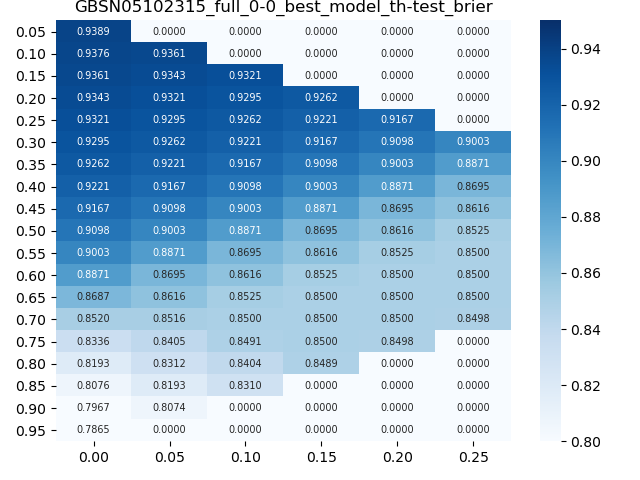 GBSN05102315_full_0-0_best_model_th-test_brier
0.05 0.9389 0.0000 0.0000 0.0000 0.0000 0.0000
0.10 0.9376 0.9361 0.0000 0.0000 0.0000 0.0000
0.15 0.9361 0.9343 0.9321 0.0000 0.0000 0.0000
0.20 0.9343 0.9321 0.9295 0.9262 0.0000 0.0000
0.25 0.9321 0.9295 0.9262 0.9221 0.9167 0.0000
0.30 0.9295 0.9262 0.9221 0.9167 0.9098 0.9003
0.35 0.9262 0.9221 0.9167 0.9098 0.9003 0.8871
0.40 0.9221 0.9167 0.9098 0.9003 0.8871 0.8695
0.45 0.9167 0.9098 0.9003 0.8871 0.8695 0.8616
0.50 0.9098 0.9003 0.8871 0.8695 0.8616 0.8525
0.55 0.9003 0.8871 0.8695 0.8616 0.8525 0.8500
0.60 0.8871 0.8695 0.8616 0.8525 0.8500 0.8500
0.65 0.8687 0.8616 0.8525 0.8500 0.8500 0.8500
0.70 0.8520 0.8516 0.8500 0.8500 0.8500 0.8498
0.75 0.8336 0.8405 0.8491 0.8500 0.8498 0.0000
0.80 0.8193 0.8312 0.8404 0.8489 0.0000 0.0000
0.85 0.8076 0.8193 0.8310 0.0000 0.0000 0.0000
0.90 0.7967 0.8074 0.0000 0.0000 0.0000 0.0000
0.95 0.7865 0.0000 0.0000 0.0000 0.0000 0.0000
0.00 0.05 0.10 0.15 0.20 0.25
0.94
0.92
0.90
0.88
0.86
0.84
0.82
0.80